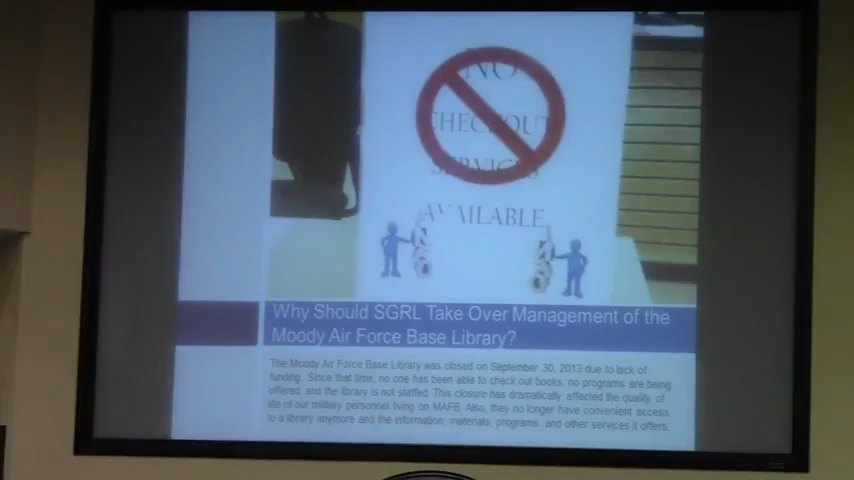 NO
CHECKOUT
SERVICES
AVAILABLE
NO
NO
Why Should SGRL Take Over Management of the
Moody Air Force Base Library?
The Moody Air Force Base Library was closed on September 30, 2013 due to lack of
funding. Since that time, no one has been able to check out books, no programs are being
offered, and the library is not staffed. This closure has dramatically affected the quality of
life of our military personnel living on MAFB. Also, they no longer have convenient access
to a library anymore and the information, materials, programs, and other services it offers.